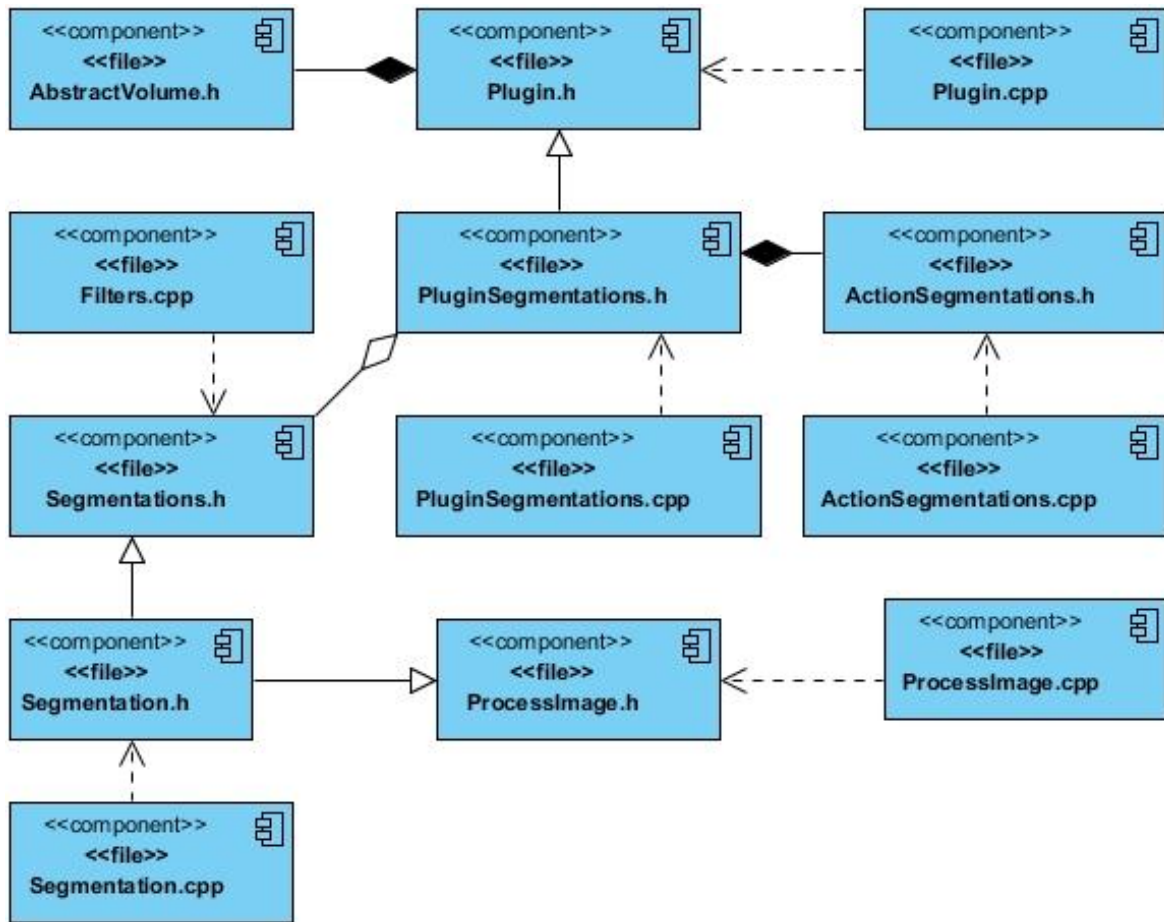 <<component>>
<<file>>
AbstractVolume.h
<<component>>
<<file>>
Plugin.h
<<component>>
<<file>>
Plugin.cpp
<<component>>
<<file>>
Filters.cpp
<<component>>
<<file>>
PluginSegmentations.h
<<component>>
<<file>>
ActionSegmentations.h
<<component>>
<<file>>
Segmentations.h
<<component>>
<<file>>
PluginSegmentations.cpp
<<component>>
<<file>>
ActionSegmentations.cpp
<<component>>
<<file>>
Segmentation.h
<<component>>
<<file>>
ProcessImage.h
<<component>>
<<file>>
ProcessImage.cpp
<<component>>
<<file>>
Segmentation.cpp